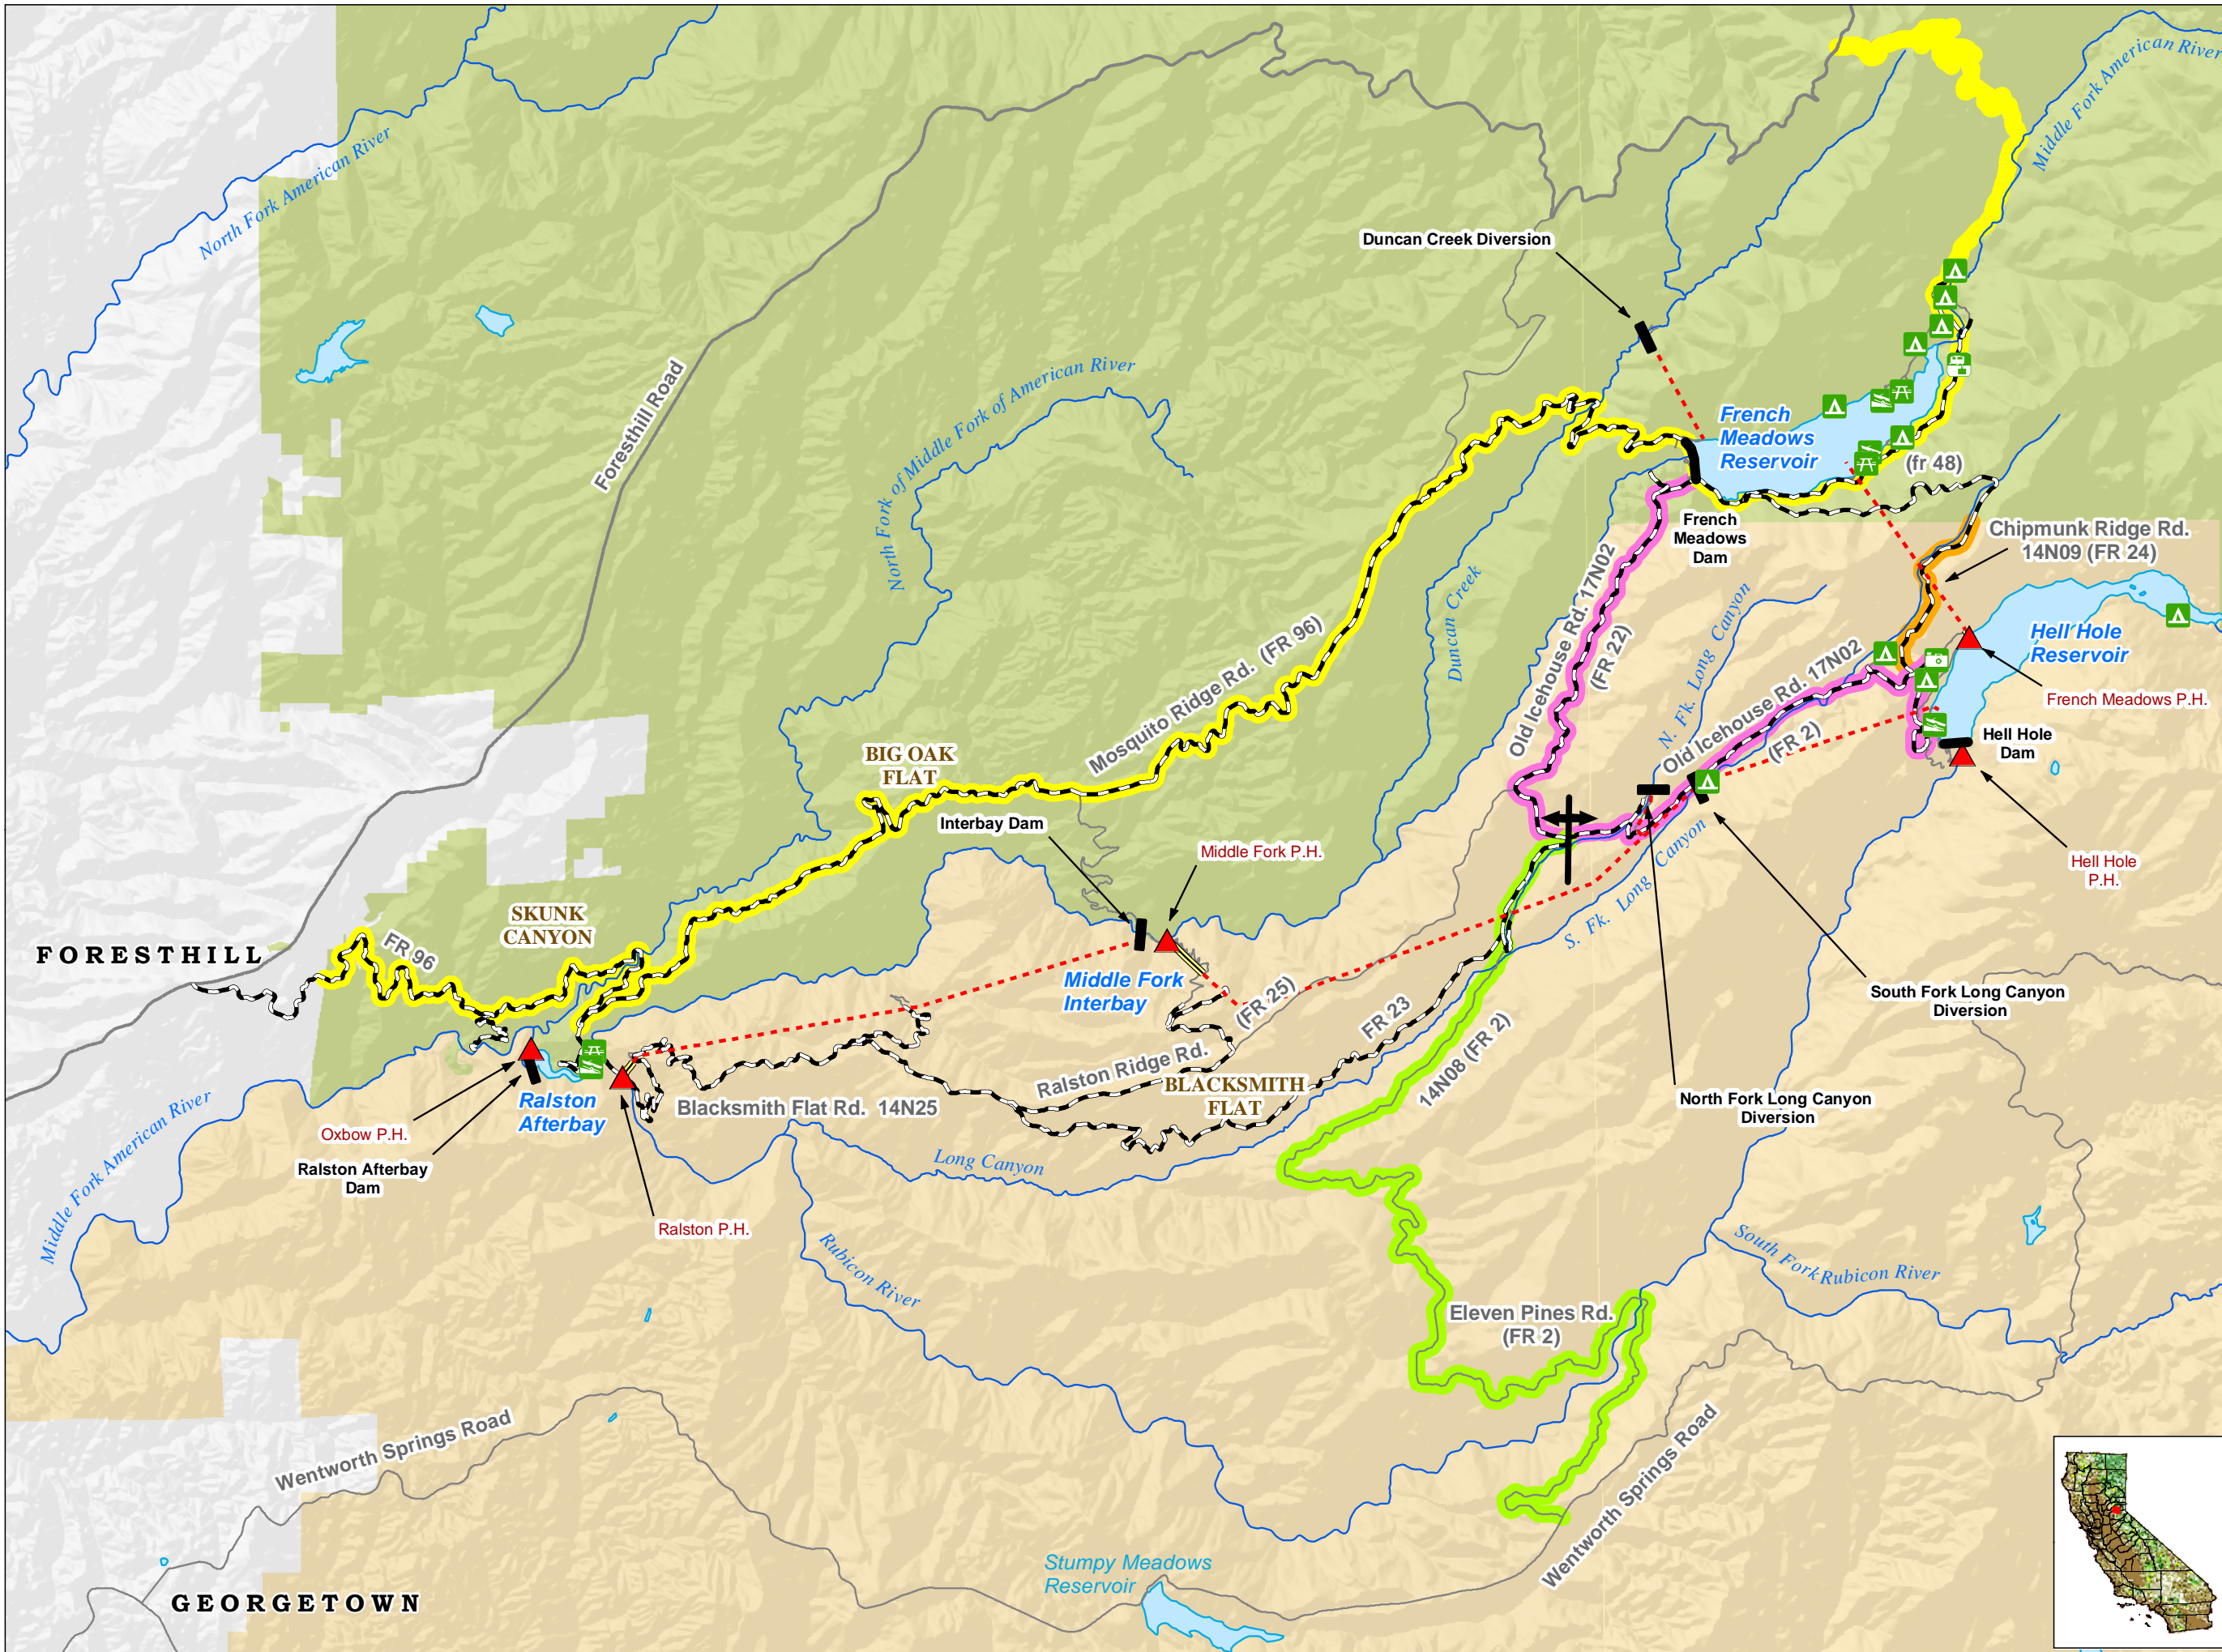 Middle Fork American River
North Fork American River
Duncan Creek Diversion
Foresthill Road
North Fork of Middle Fork of American River
French
Meadows
Reservoir
(fr 48)
French
Meadows
Dam
Chipmunk Ridge Rd.
14N09 (FR 24)
Duncan Creek
Old Icehouse Rd. 17N02
(FR 22)
N. Fk. Long Canyon
Hell Hole
Reservoir
Old Icehouse Rd. 17N02
(FR 2)
French Meadows P.H.
Mosquito Ridge Rd. (FR 96)
Hell Hole
Dam
BIG OAK
FLAT
Interbay Dam
Middle Fork P.H.
Hell Hole
P.H.
S. Fk. Long Canyon
SKUNK
CANYON
FORESTHILL
FR 96
Middle Fork
Interbay
(FR 25)
FR 23
South Fork Long Canyon
Diversion
Ralston Ridge Rd.
14N08 (FR 2)
BLACKSMITH
FLAT
North Fork Long Canyon
Diversion
Ralston
Afterbay
Blacksmith Flat Rd. 14N25
Oxbow P.H.
Ralston Afterbay
Dam
Middle Fork American River
Long Canyon
Ralston P.H.
Rubicon River
South Fork Rubicon River
Eleven Pines Rd.
(FR 2)
Wentworth Springs Road
Wentworth Springs Road
Stumpy Meadows
Reservoir
GEORGETOWN